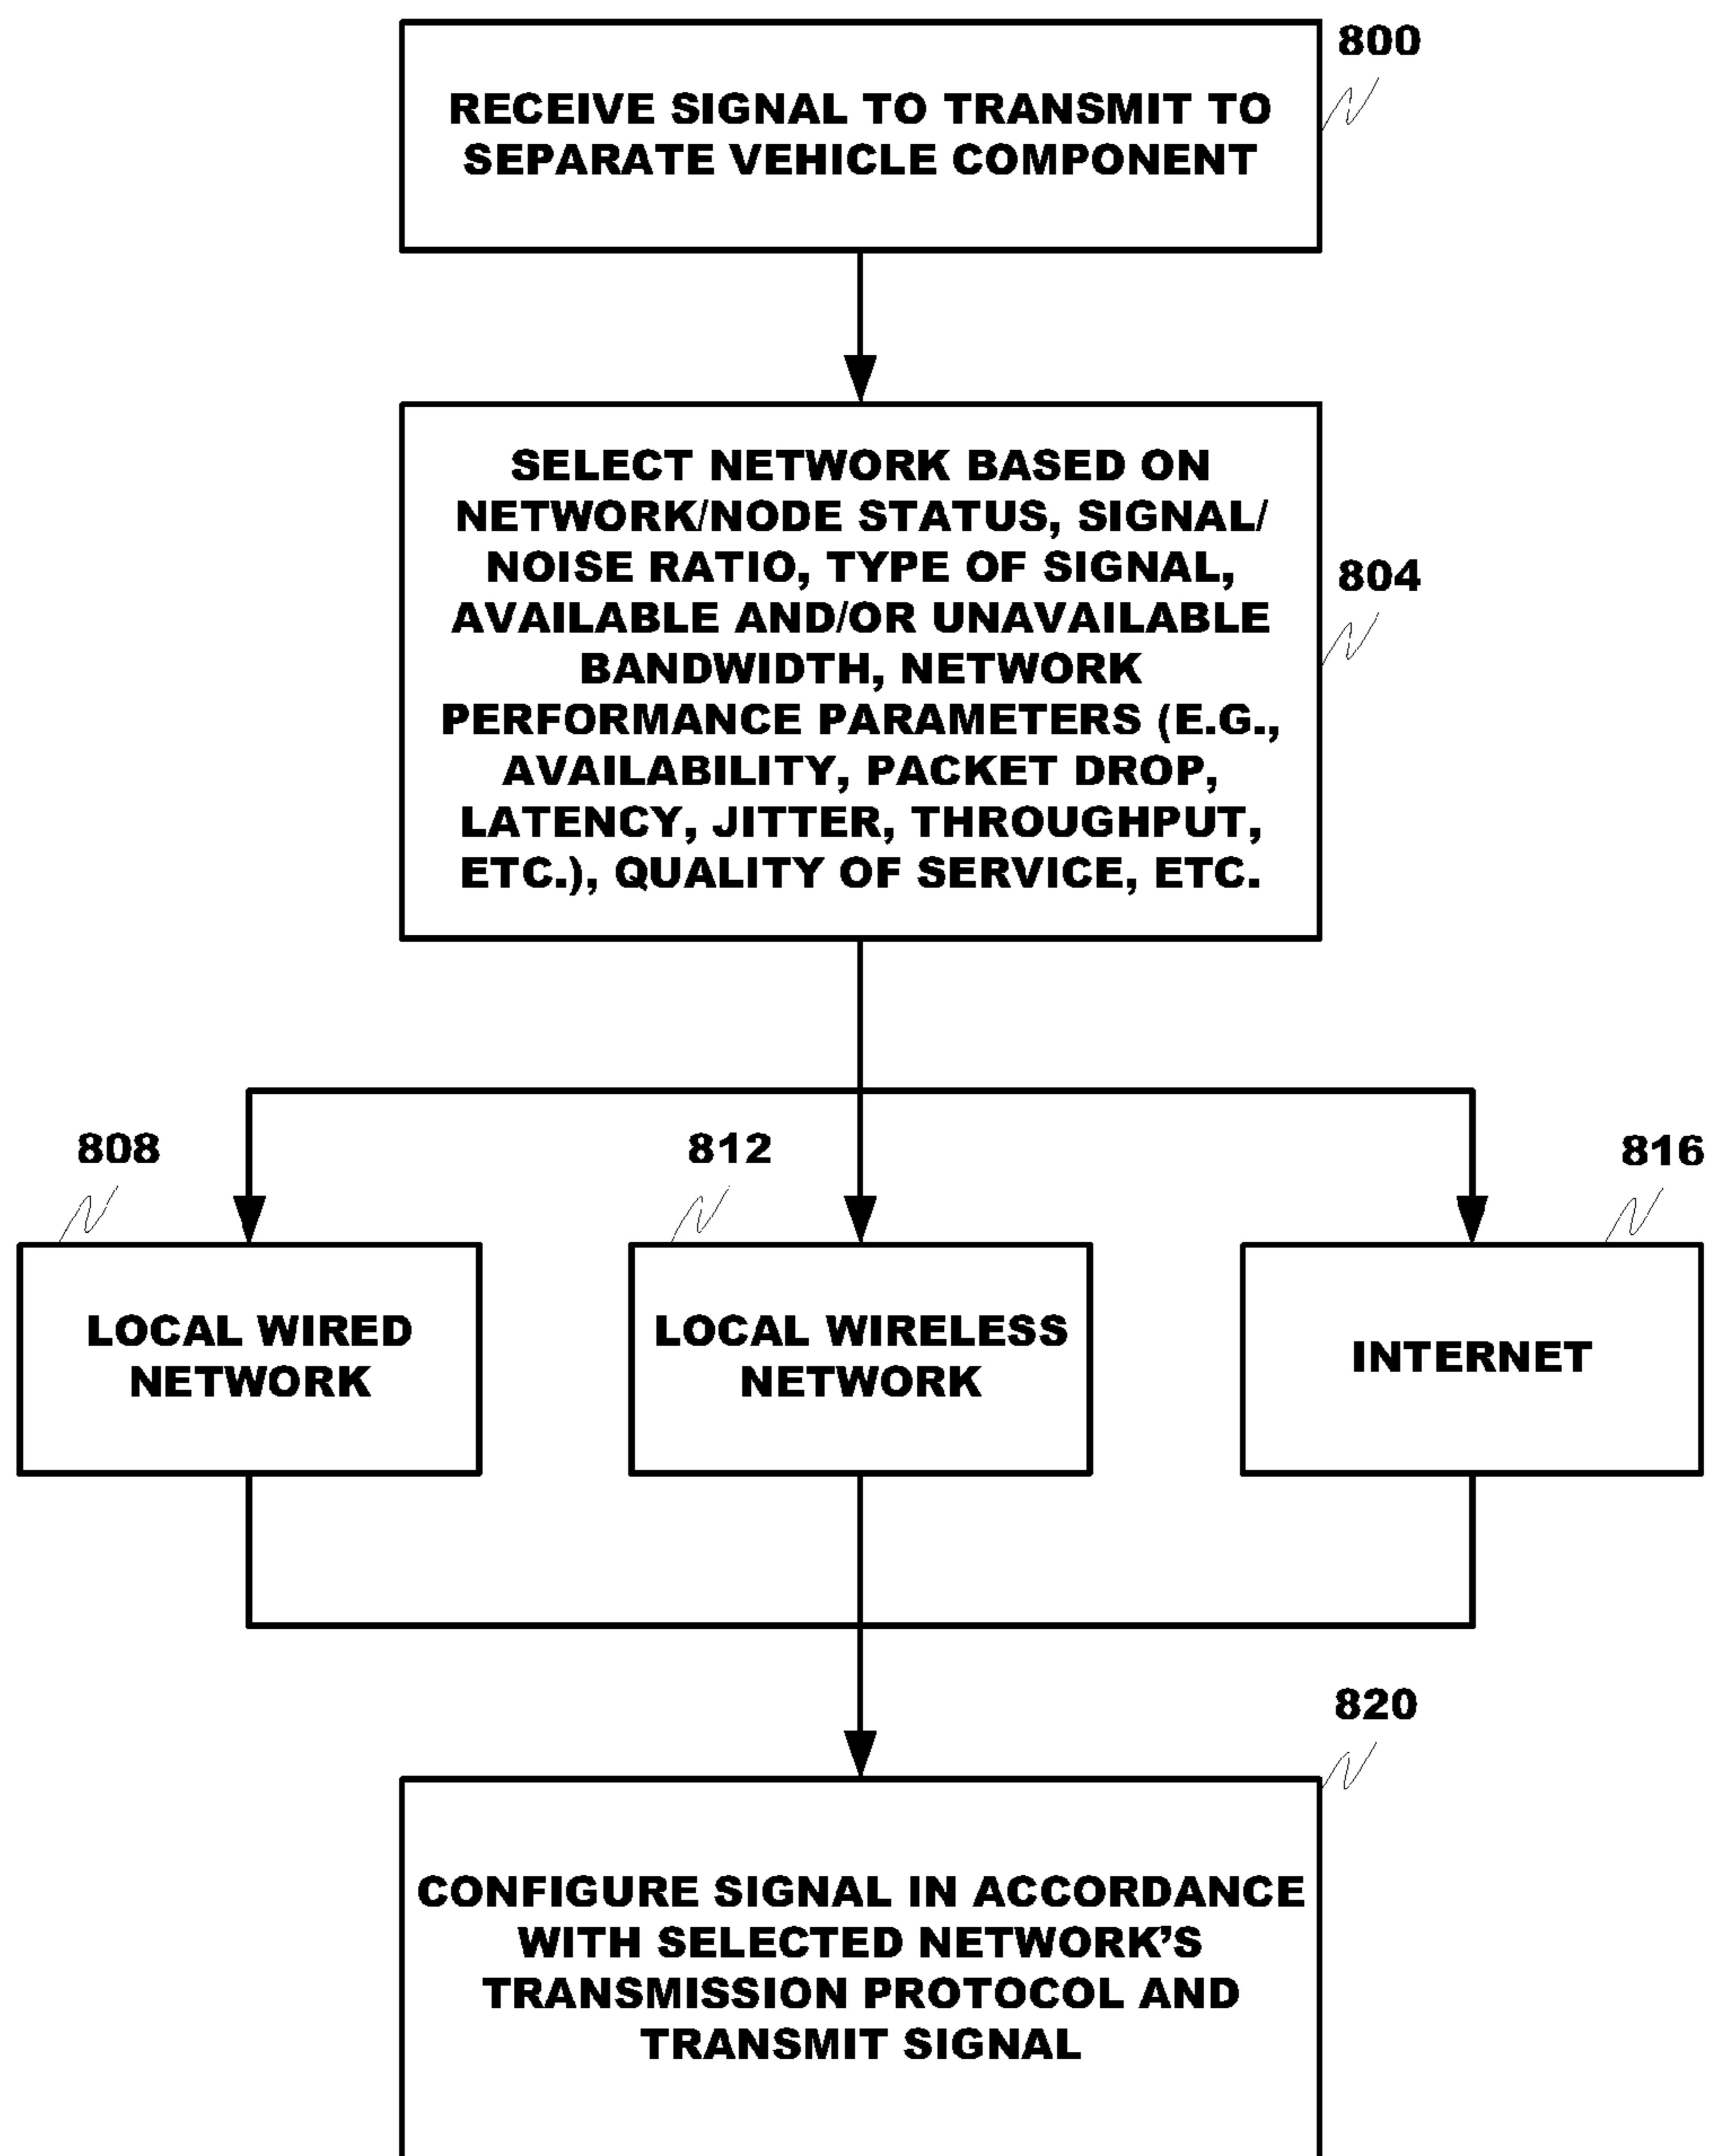 800
RECEIVE SIGNAL TO TRANSMIT TO
SEPARATE VEHICLE COMPONENT
SELECT NETWORK BASED ON
NETWORK/NODE STATUS, SIGNAL/
NOISE RATIO, TYPE OF SIGNAL,
804
AVAILABLE AND/OR UNAVAILABLE
BANDWIDTH, NETWORK
PERFORMANCE PARAMETERS (E.G.,
AVAILABILITY, PACKET DROP,
LATENCY, JITTER, THROUGHPUT,
ETC.), QUALITY OF SERVICE, ETC.
808
812
816
LOCAL WIRED
NETWORK
LOCAL WIRELESS
NETWORK
INTERNET
820
CONFIGURE SIGNAL IN ACCORDANCE
WITH SELECTED NETWORK'S
TRANSMISSION PROTOCOL AND
TRANSMIT SIGNAL